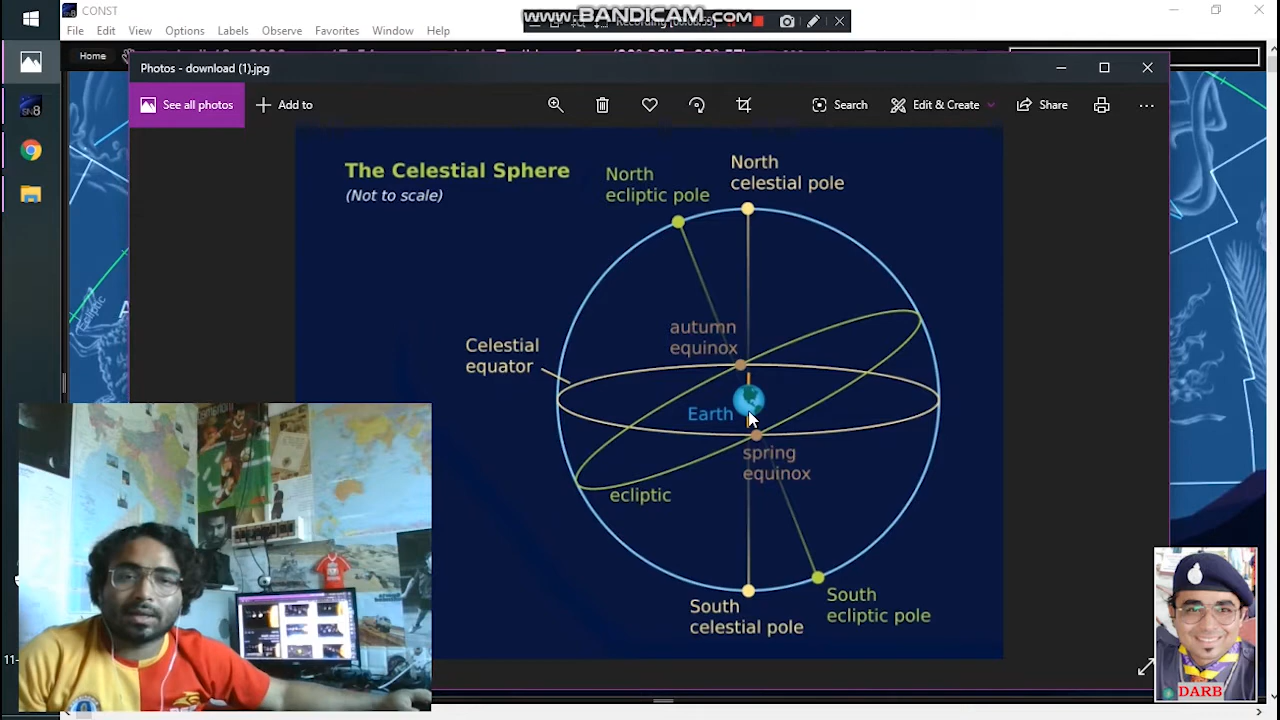 CONST
www.BANDICAM.com
File Edit View Options Labels Observe Favorites Window Help
Home
Photos - download (1).jpg
See all photos
Add to
Search
Edit & Create
Share
The Celestial Sphere
(Not to scale)
North
ecliptic pole
North
celestial pole
autumn
equinox
Celestial
equator
Earth
spring
equinox
ecliptic
South
celestial pole
South
ecliptic pole
Ecliptic
SN8
DARB